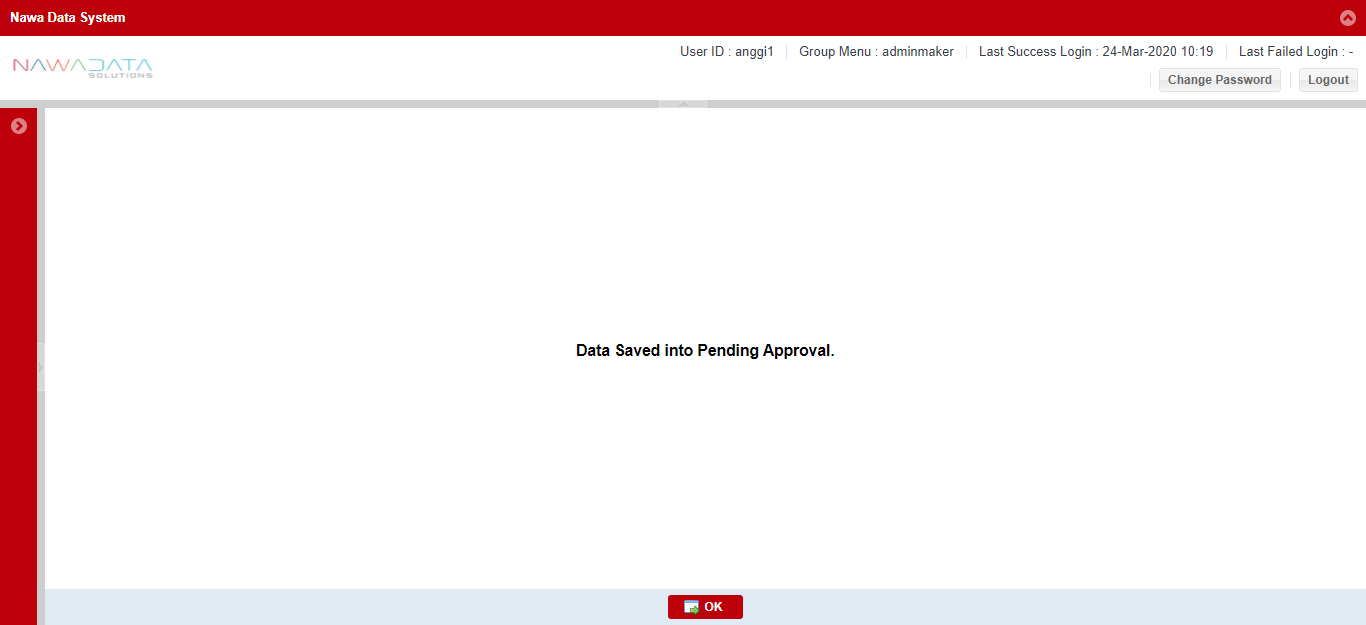 Nawa Data System
User ID : anggi1 Group Menu : adminmaker Last Success Login : 24-Mar-2020 10:19 Last Failed Login : -
NAWADATA
SOLUTIONS
Change Password Logout
Data Saved into Pending Approval.
OK